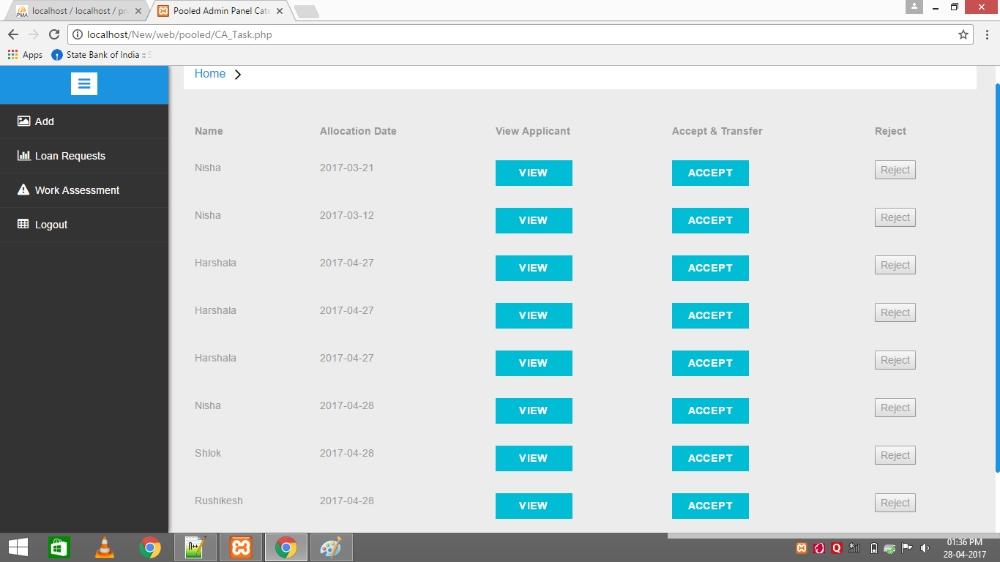 localhost / localhost / pr
Pooled Admin Panel Cate
localhost/New/web/pooled/CA_Task.php
Apps
State Bank of India :: S
Home
Add
Loan Requests
Work Assessment
Logout
Name Allocation Date View Applicant Accept & Transfer Reject
Nisha 2017-03-21 VIEW ACCEPT Reject
Nisha 2017-03-12 VIEW ACCEPT Reject
Harshala 2017-04-27 VIEW ACCEPT Reject
Harshala 2017-04-27 VIEW ACCEPT Reject
Harshala 2017-04-27 VIEW ACCEPT Reject
Nisha 2017-04-28 VIEW ACCEPT Reject
Shlok 2017-04-28 VIEW ACCEPT Reject
Rushikesh 2017-04-28 VIEW ACCEPT Reject
01:36 PM
28-04-2017